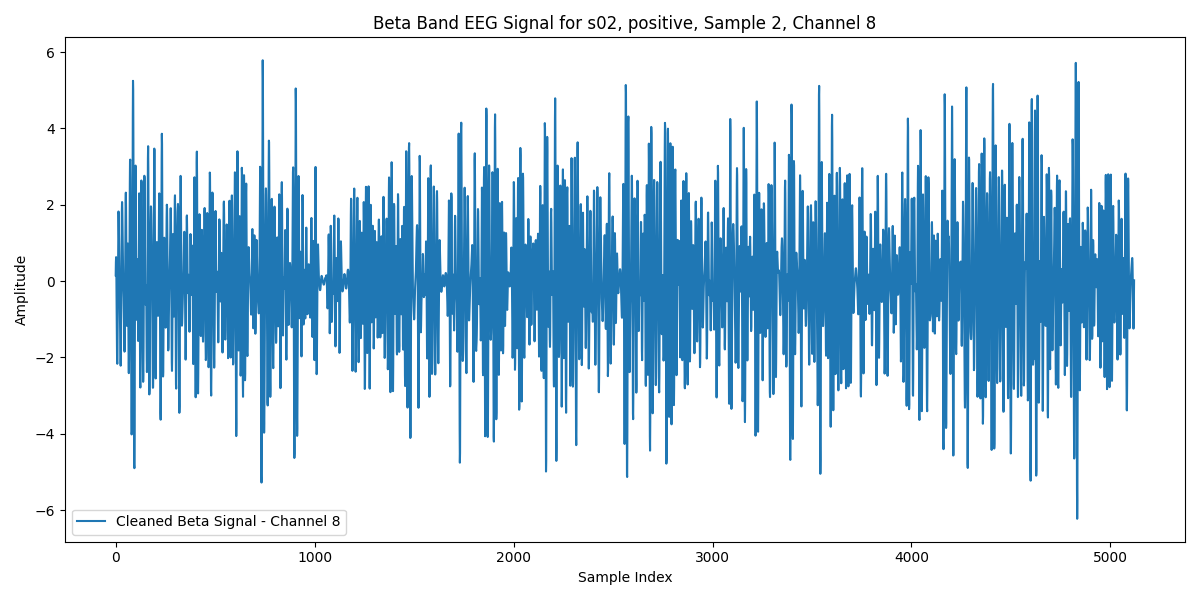 Beta Band EEG Signal for s02, positive, Sample 2, Channel 8
Amplitude
6
4
2
0
−2
−4
−6
Cleaned Beta Signal - Channel 8
0 1000 2000 3000 4000 5000
Sample Index